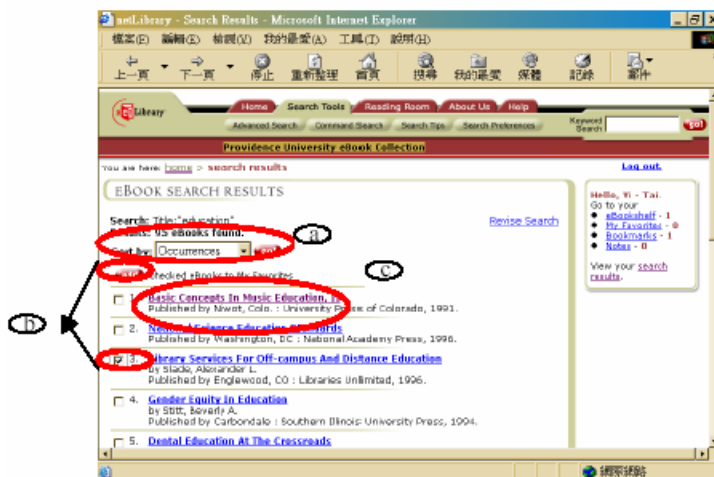 netLibrary - Search Results - Microsoft Internet Explorer
檔案(F) 編輯(E) 檢視(V) 我的最愛(A) 工具(T) 說明(H)
上一頁 下一頁 停止 重新整理 首頁 搜尋 我的最愛 媒體 記錄 郵件
Library Home Search Tools Reading Room About Us Help
Advanced Search Command Search Search Tips Search Preferences Keyword Search go!
Providence University eBook Collection
You are here: home > search results Log out.
EBOOK SEARCH RESULTS
Search: Title:"education"
Results: 95 eBooks found. Revise Search
Sort by: Occurrences go!
a
checked eBooks to My Favorites
c
1. Basic Concepts In Music Education, II
Published by Niwot, Colo. : University Press of Colorado, 1991.
b
2. National Science Education Standards
Published by Washington, DC : National Academy Press, 1996.
3. Library Services For Off-campus And Distance Education
by Slade, Alexander L.
Published by Englewood, CO : Libraries Unlimited, 1996.
4. Gender Equity In Education
by Stitt, Beverly A.
Published by Carbondale : Southern Illinois University Press, 1994.
5. Dental Education At The Crossroads
Hello, Yi - Tai.
Go to your
eBookshelf - 1
My Favorites - 0
Bookmarks - 1
Notes - 0
View your search
results.
網際網路